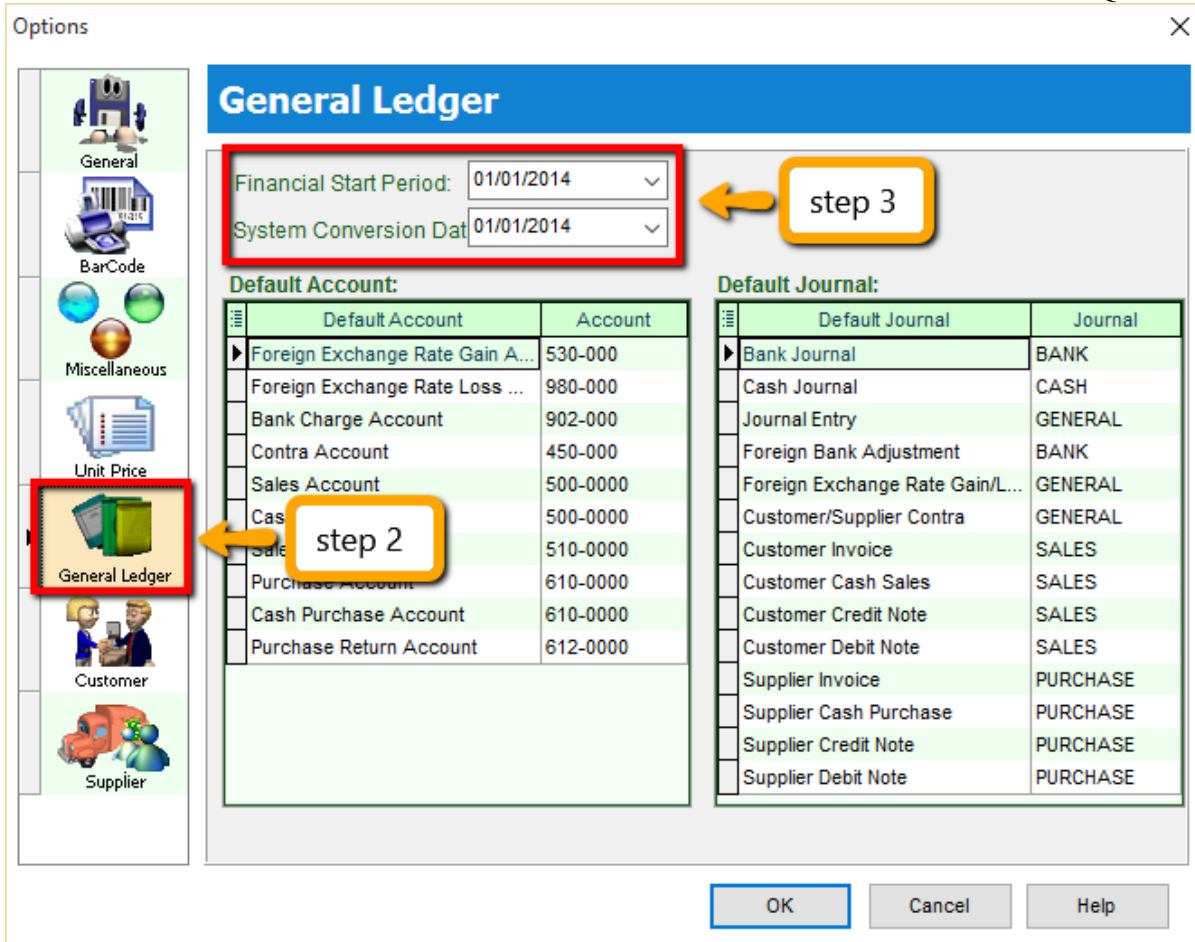 Options
General
BarCode
Miscellaneous
Unit Price
General Ledger
Customer
Supplier
General Ledger
Financial Start Period: 01/01/2014
System Conversion Dat 01/01/2014
step 3
step 2
Default Account:
Default Account Account
Foreign Exchange Rate Gain A... 530-000
Foreign Exchange Rate Loss ... 980-000
Bank Charge Account 902-000
Contra Account 450-000
Sales Account 500-0000
Cas 500-0000
Sale 510-0000
Purchase Account 610-0000
Cash Purchase Account 610-0000
Purchase Return Account 612-0000
Default Journal:
Default Journal Journal
Bank Journal BANK
Cash Journal CASH
Journal Entry GENERAL
Foreign Bank Adjustment BANK
Foreign Exchange Rate Gain/L... GENERAL
Customer/Supplier Contra GENERAL
Customer Invoice SALES
Customer Cash Sales SALES
Customer Credit Note SALES
Customer Debit Note SALES
Supplier Invoice PURCHASE
Supplier Cash Purchase PURCHASE
Supplier Credit Note PURCHASE
Supplier Debit Note PURCHASE
OK Cancel Help